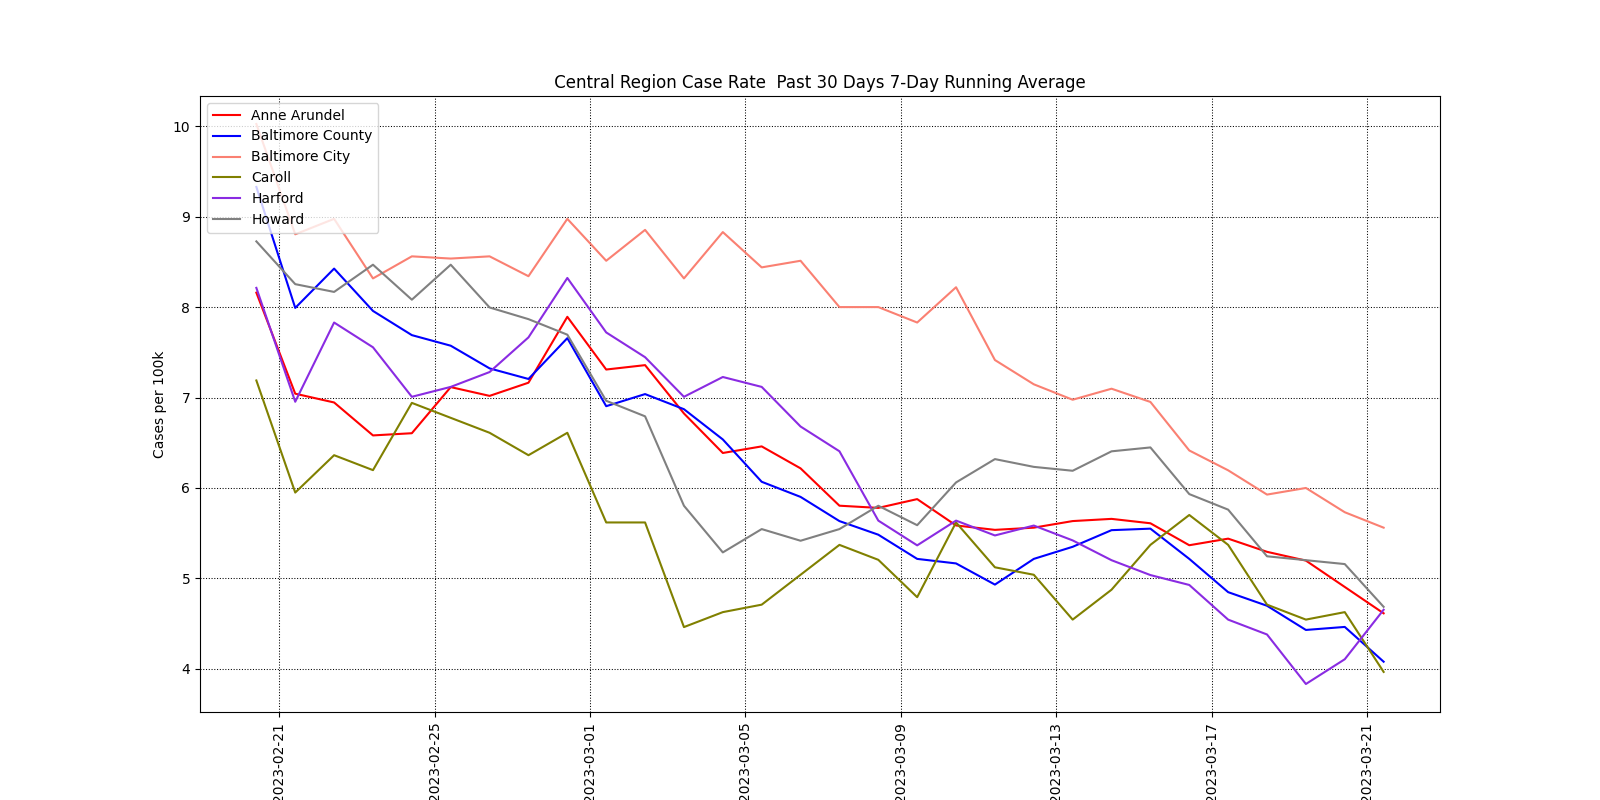 Central Region Case Rate  Past 30 Days 7-Day Running Average
Anne Arundel
Baltimore County
Baltimore City
Caroll
Harford
Howard
10
9
8
7
6
5
4
Cases per 100k
2023-02-21
2023-02-25
2023-03-01
2023-03-05
2023-03-09
2023-03-13
2023-03-17
2023-03-21